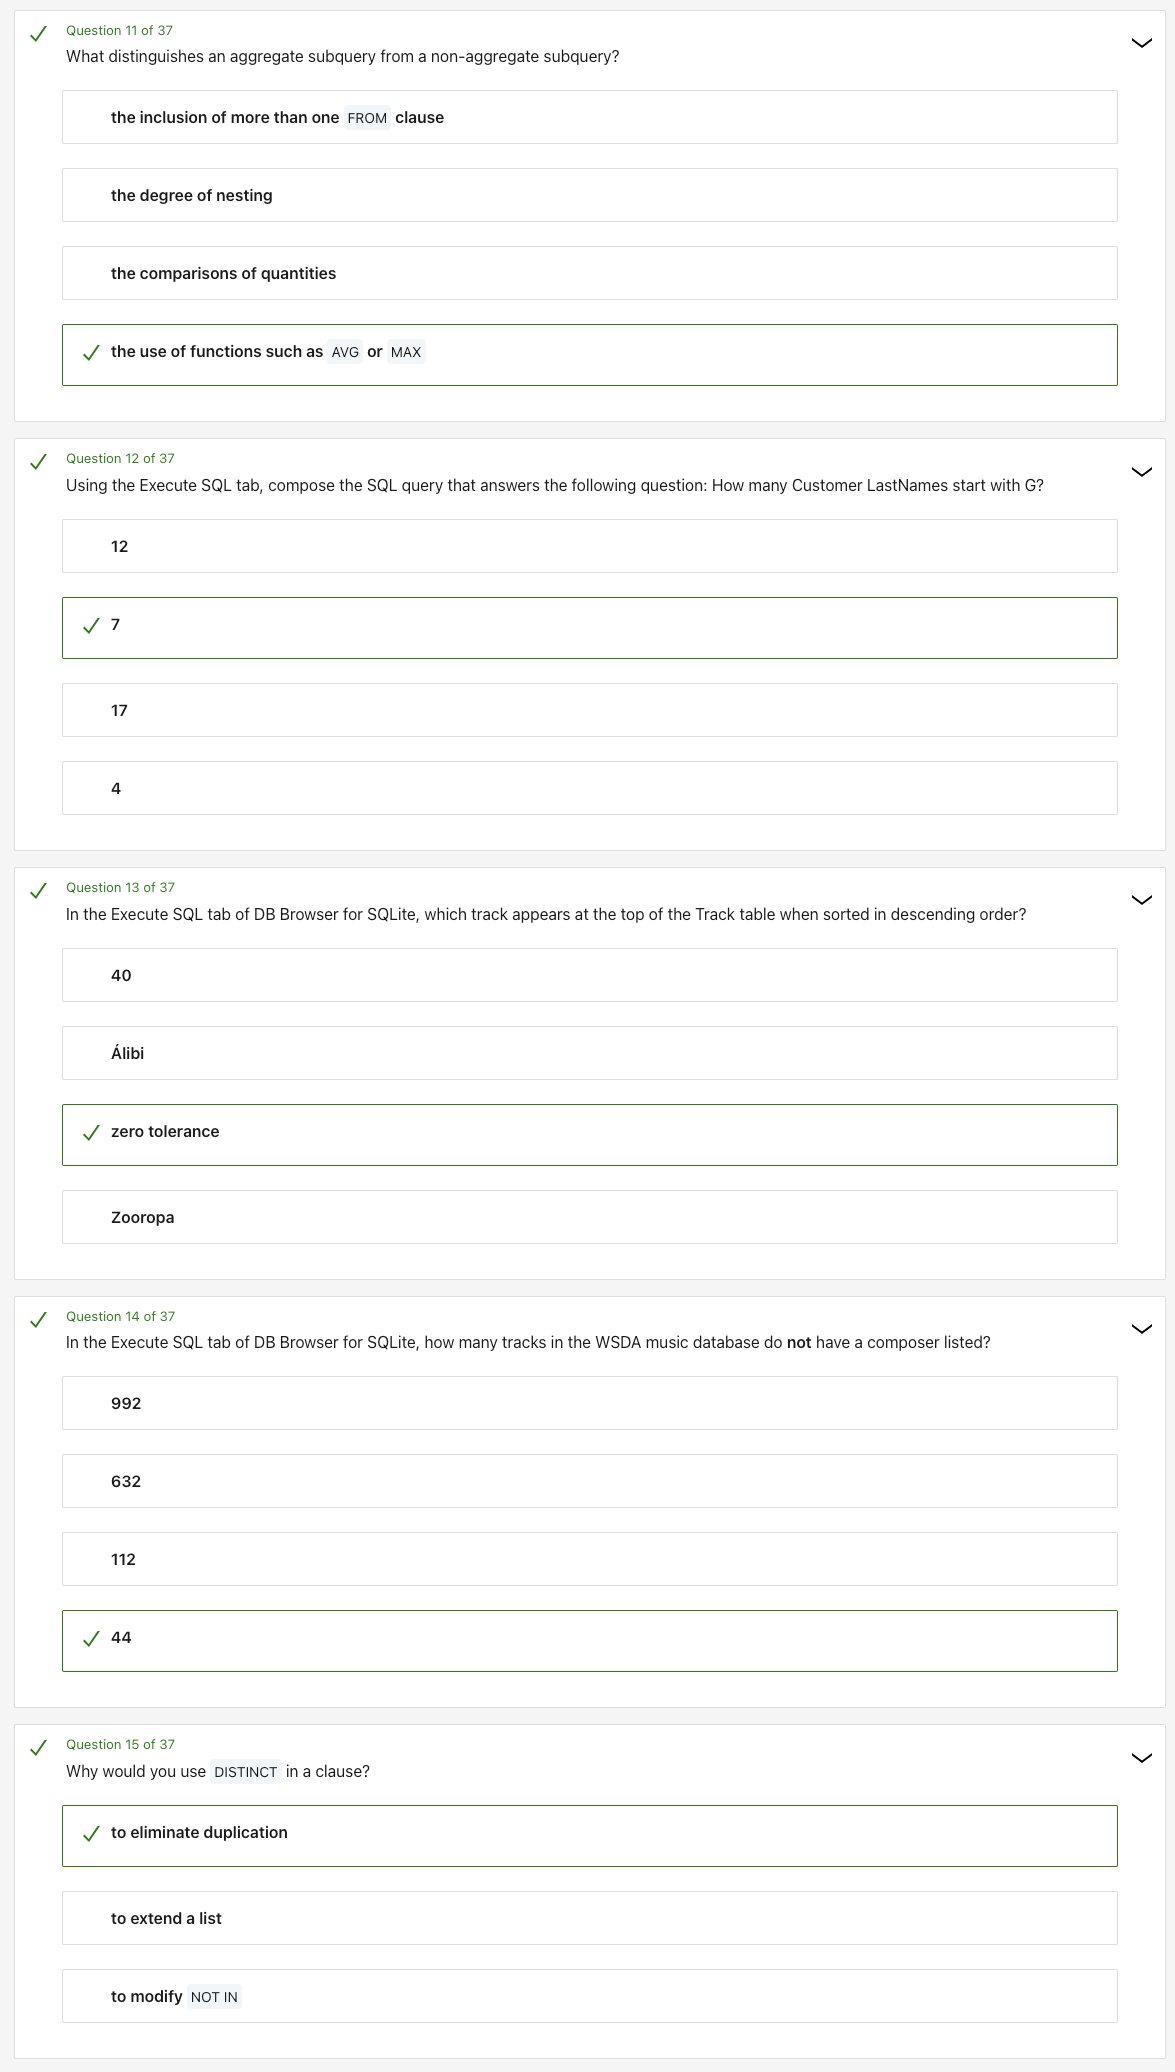 Question 11 of 37
What distinguishes an aggregate subquery from a non-aggregate subquery?
the inclusion of more than one FROM clause
the degree of nesting
the comparisons of quantities
the use of functions such as AVG or MAX
Question 12 of 37
Using the Execute SQL tab, compose the SQL query that answers the following question: How many Customer LastNames start with G?
12
7
17
4
Question 13 of 37
In the Execute SQL tab of DB Browser for SQLite, which track appears at the top of the Track table when sorted in descending order?
40
Álibi
zero tolerance
Zooropa
Question 14 of 37
In the Execute SQL tab of DB Browser for SQLite, how many tracks in the WSDA music database do not have a composer listed?
992
632
112
44
Question 15 of 37
Why would you use DISTINCT in a clause?
to eliminate duplication
to extend a list
to modify NOT IN